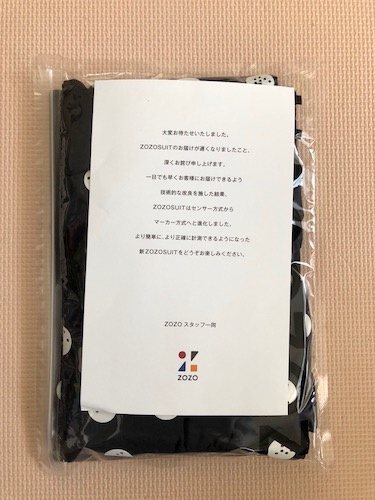 大変お待たせいたしました。
ZOZOSUITのお届けが遅くなりましたこと、
深くお詫び申し上げます。
一日でも早くお客様にお届けできるよう
技術的な改良を施した結果、
ZOZOSUITはセンサー方式から
マーカー方式へと進化しました。
より簡単に、より正確に計測できるようになった
新ZOZOSUITをどうぞお楽しみください。
ZOZO スタッフ一同
ZOZO